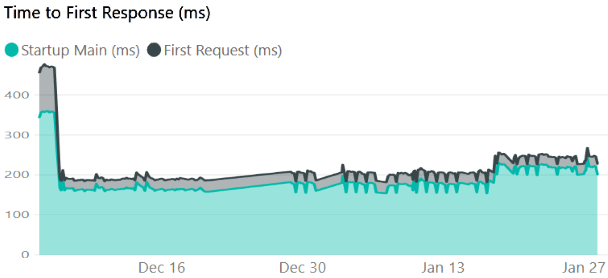 Time to First Response (ms)
Startup Main (ms) First Request (ms)
400
300
200
100
0
Dec 16 Dec 30 Jan 13 Jan 27